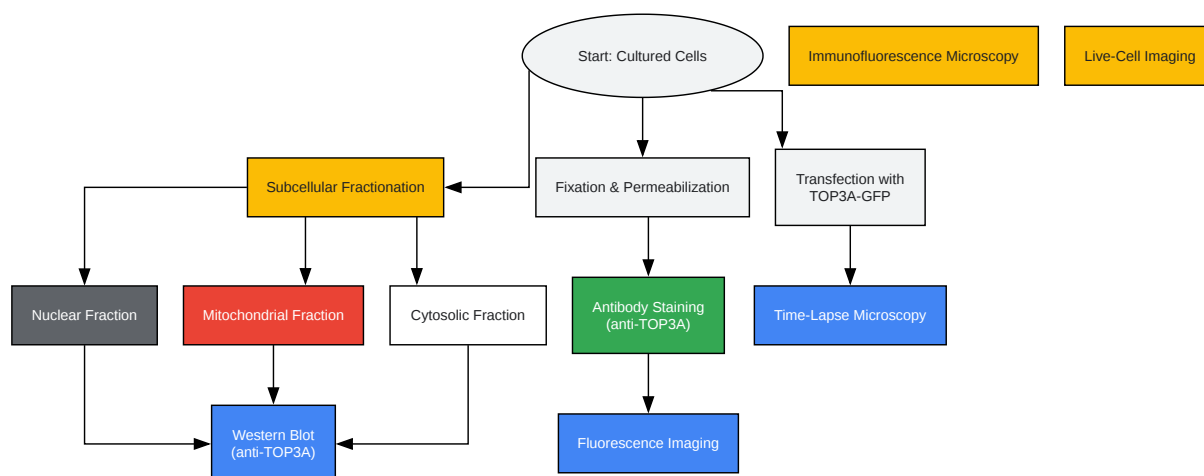 Start: Cultured Cells
Immunofluorescence Microscopy
Live-Cell Imaging
Subcellular Fractionation
Fixation & Permeabilization
Transfection with
TOP3A-GFP
Nuclear Fraction
Mitochondrial Fraction
Cytosolic Fraction
Antibody Staining
(anti-TOP3A)
Time-Lapse Microscopy
Western Blot
(anti-TOP3A)
Fluorescence Imaging